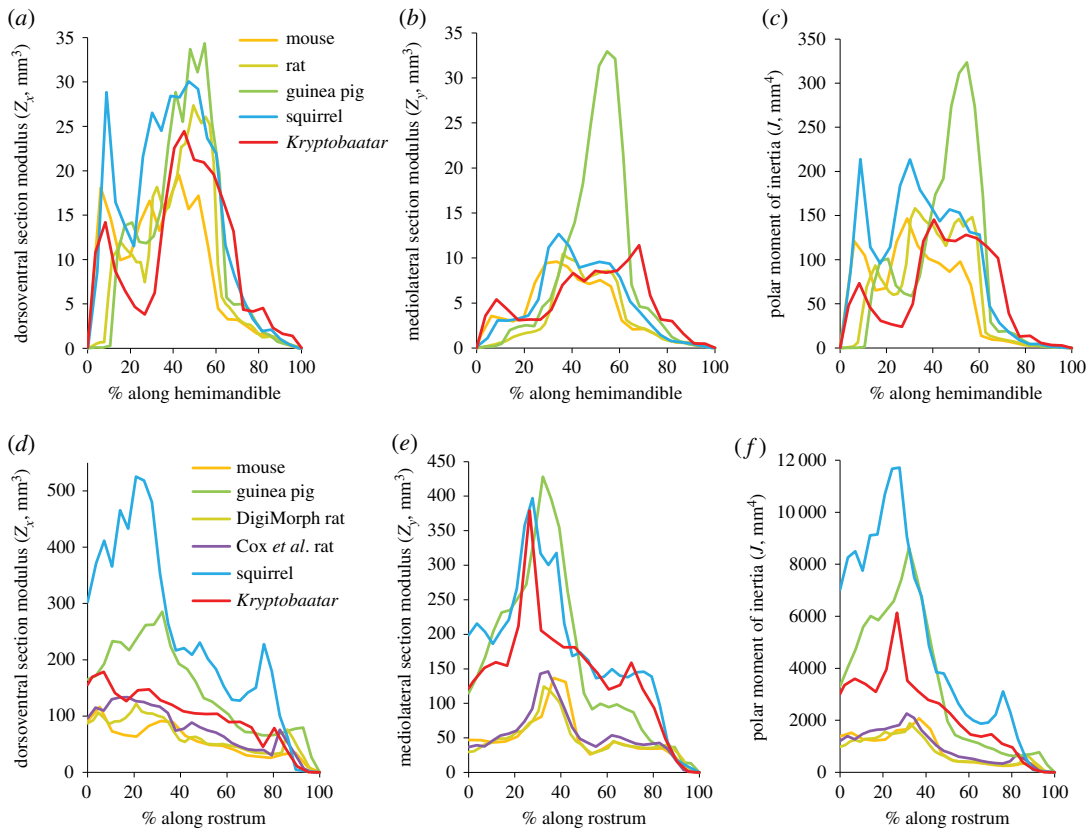 (a)
dorsoventral section modulus (Zx, mm³)
35
30
25
20
15
10
5
0
0 20 40 60 80 100
% along hemimandible
mouse
rat
guinea pig
squirrel
Kryptobaatar
(b)
mediolateral section modulus (Zy, mm³)
35
30
25
20
15
10
5
0
0 20 40 60 80 100
% along hemimandible
(c)
polar moment of inertia (J, mm⁴)
350
300
250
200
150
100
50
0
0 20 40 60 80 100
% along hemimandible
(d)
dorsoventral section modulus (Zx, mm³)
500
400
300
200
100
0
0 20 40 60 80 100
% along rostrum
mouse
guinea pig
DigiMorph rat
Cox et al. rat
squirrel
Kryptobaatar
(e)
mediolateral section modulus (Zy, mm³)
450
400
350
300
250
200
150
100
50
0
0 20 40 60 80 100
% along rostrum
(f)
polar moment of inertia (J, mm⁴)
12 000
10 000
8000
6000
4000
2000
0
0 20 40 60 80 100
% along rostrum